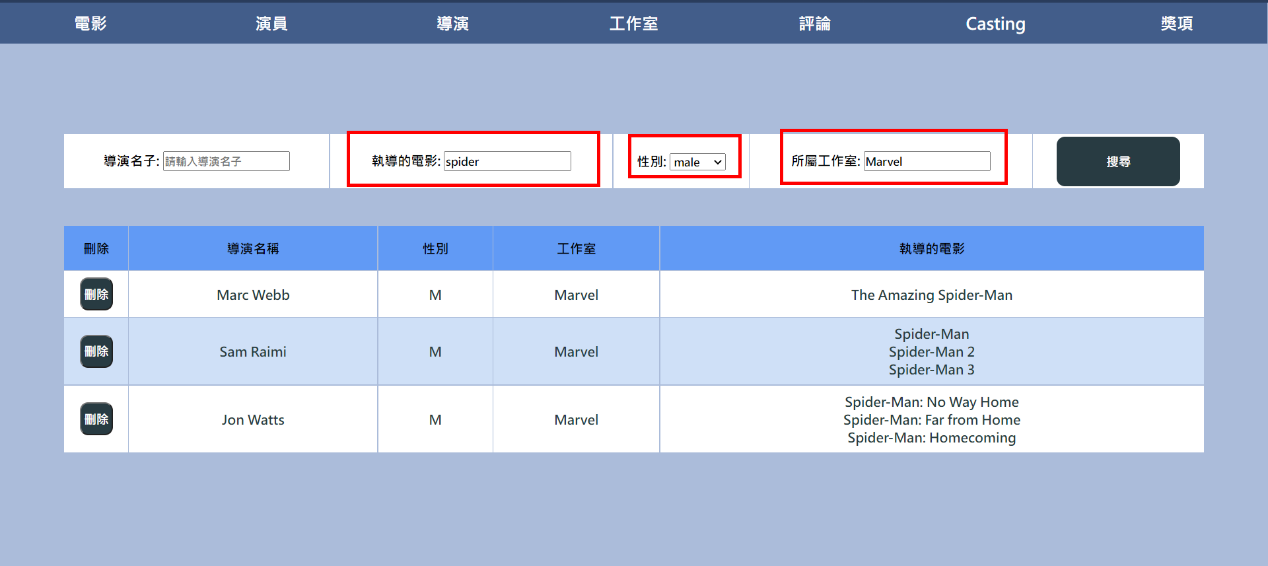 電影 演員 導演 工作室 評論 Casting 獎項
導演名子: 請輸入導演名子 執導的電影: spider 性別: male 所屬工作室: Marvel 搜尋
刪除 導演名稱 性別 工作室 執導的電影
刪除 Marc Webb M Marvel The Amazing Spider-Man
刪除 Sam Raimi M Marvel Spider-Man
Spider-Man 2
Spider-Man 3
刪除 Jon Watts M Marvel Spider-Man: No Way Home
Spider-Man: Far from Home
Spider-Man: Homecoming